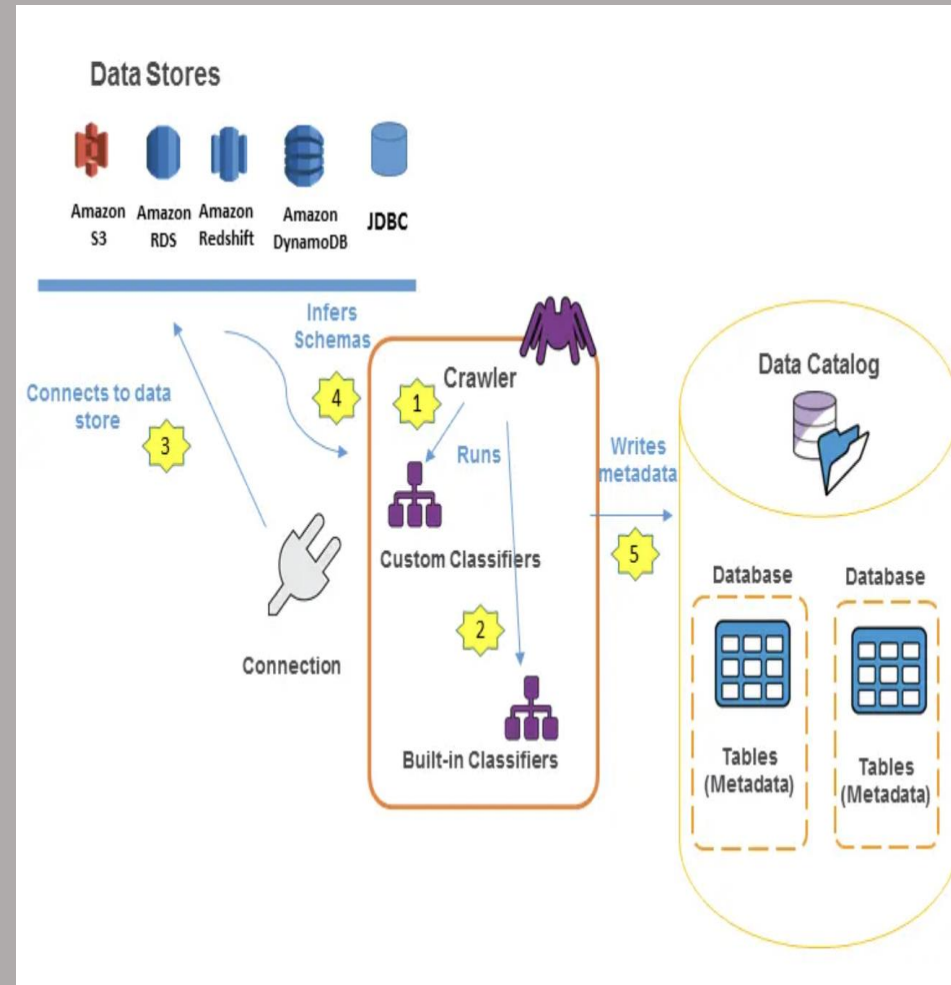 Data Stores
Amazon
S3
Amazon
RDS
Amazon
Redshift
Amazon
DynamoDB
JDBC
Infers
Schemas
Connects to data
store
3
4
1
Crawler
Runs
Custom Classifiers
2
Built-in Classifiers
Connection
Writes
metadata
5
Data Catalog
Database
Tables
(Metadata)
Database
Tables
(Metadata)